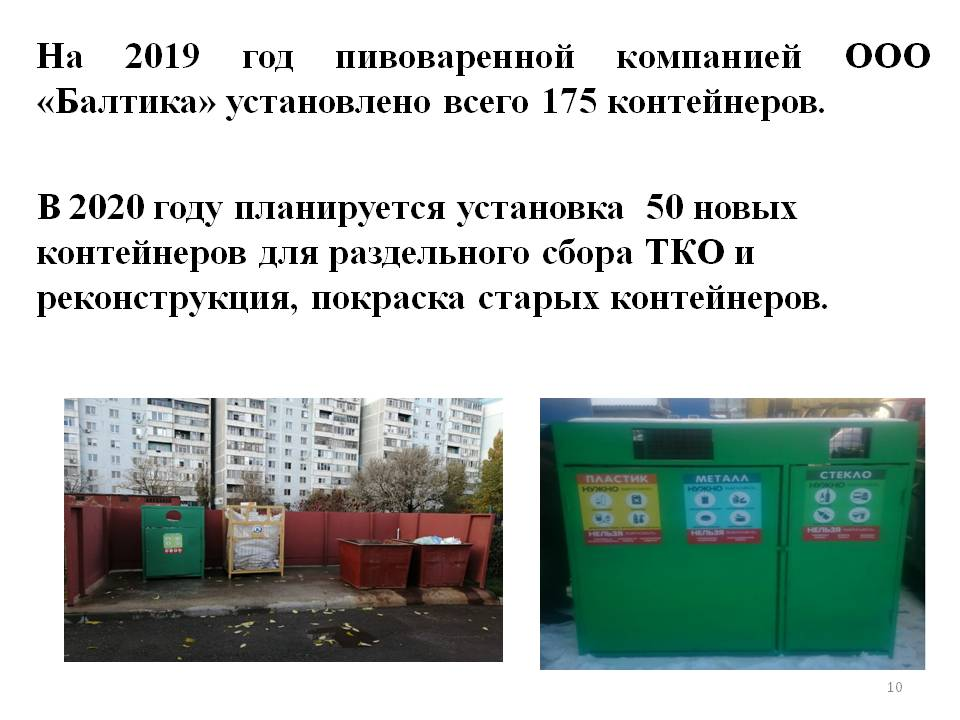 На 2019 год пивоваренной компанией ООО
«Балтика» установлено всего 175 контейнеров.
В 2020 году планируется установка 50 новых
контейнеров для раздельного сбора ТКО и
реконструкция, покраска старых контейнеров.
ПЛАСТИК
НУЖНО
НЕЛЬЗЯ
МЕТАЛЛ
НУЖНО
НЕЛЬЗЯ
СТЕКЛО
НУЖНО
НЕЛЬЗЯ
10